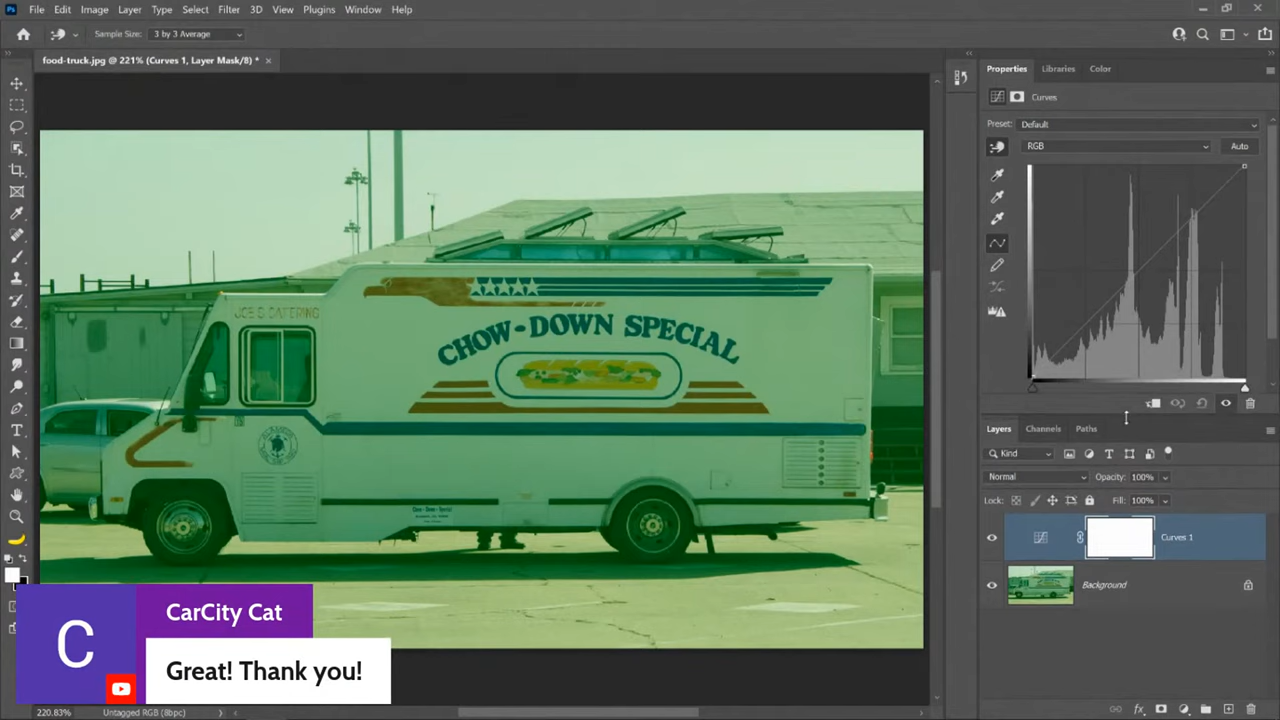 Ps File Edit Image Layer Type Select Filter 3D View Plugins Window Help
Sample Size: 3 by 3 Average
food-truck.jpg @ 221% (Curves 1, Layer Mask/8) *
Properties Libraries Color
Curves
Preset: Default
RGB Auto
JOE'S CATERING
CHOW-DOWN SPECIAL
Layers Channels Paths
Kind
Normal Opacity: 100%
Lock: Fill: 100%
Curves 1
Background
C
CarCity Cat
Great! Thank you!
220.83% Untagged RGB (8bpc)